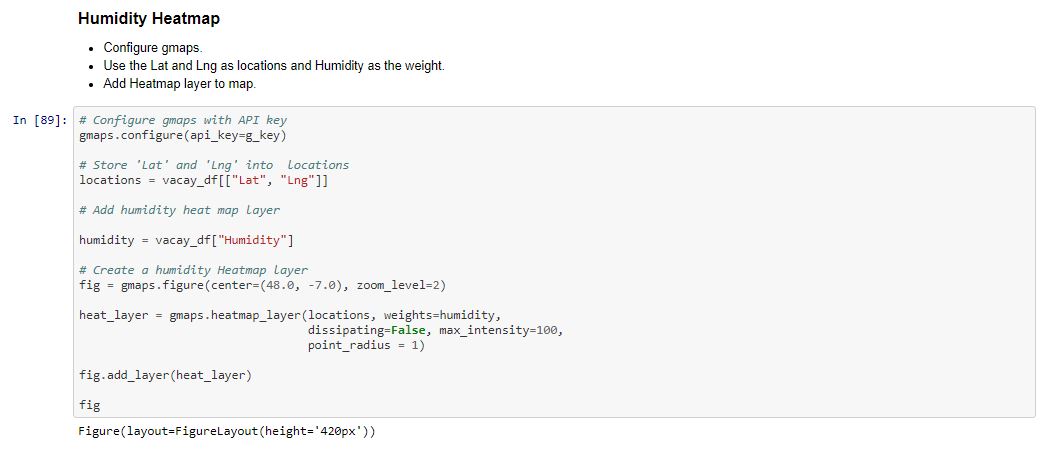 Humidity Heatmap
• Configure gmaps.
• Use the Lat and Lng as locations and Humidity as the weight.
• Add Heatmap layer to map.
In [89]: # Configure gmaps with API key
gmaps.configure(api_key=g_key)
# Store 'Lat' and 'Lng' into  locations
locations = vacay_df[["Lat", "Lng"]]
# Add humidity heat map layer
humidity = vacay_df["Humidity"]
# Create a humidity Heatmap layer
fig = gmaps.figure(center=(48.0, -7.0), zoom_level=2)
heat_layer = gmaps.heatmap_layer(locations, weights=humidity,
dissipating=False, max_intensity=100,
point_radius = 1)
fig.add_layer(heat_layer)
fig
Figure(layout=FigureLayout(height='420px'))